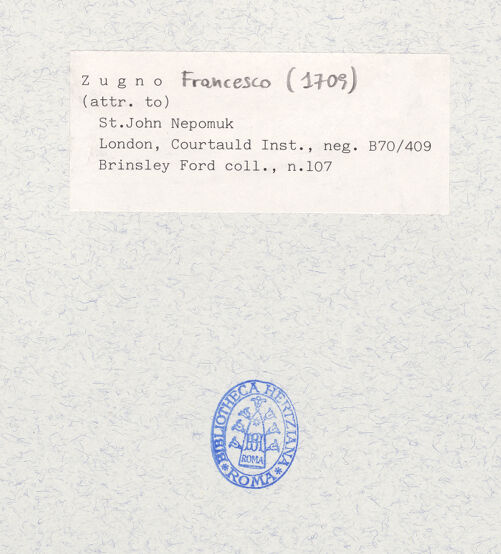 Zugno Francesco (1709)
(attr. to)
St.John Nepomuk
London, Courtauld Inst., neg. B70/409
Brinsley Ford coll., n.107
BIBLIOTHECA HERTZIANA
ROMA
* ROMA *